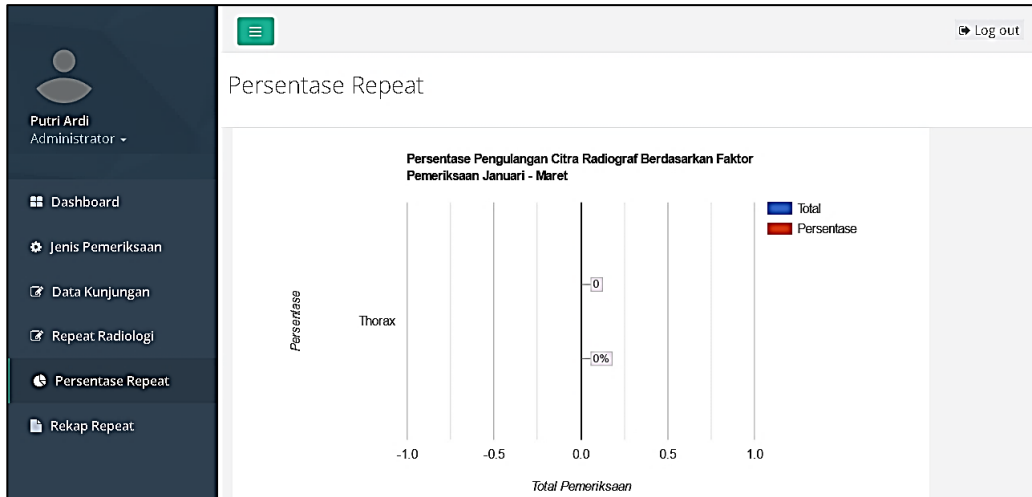 Log out
Putri Ardi
Administrator
Dashboard
Jenis Pemeriksaan
Data Kunjungan
Repeat Radiologi
Persentase Repeat
Rekap Repeat
Persentase Repeat
Persentase Pengulangan Citra Radiograf Berdasarkan Faktor
Pemeriksaan Januari - Maret
Total
Persentase
Persentase
Thorax
0
0%
-1.0 -0.5 0.0 0.5 1.0
Total Pemeriksaan